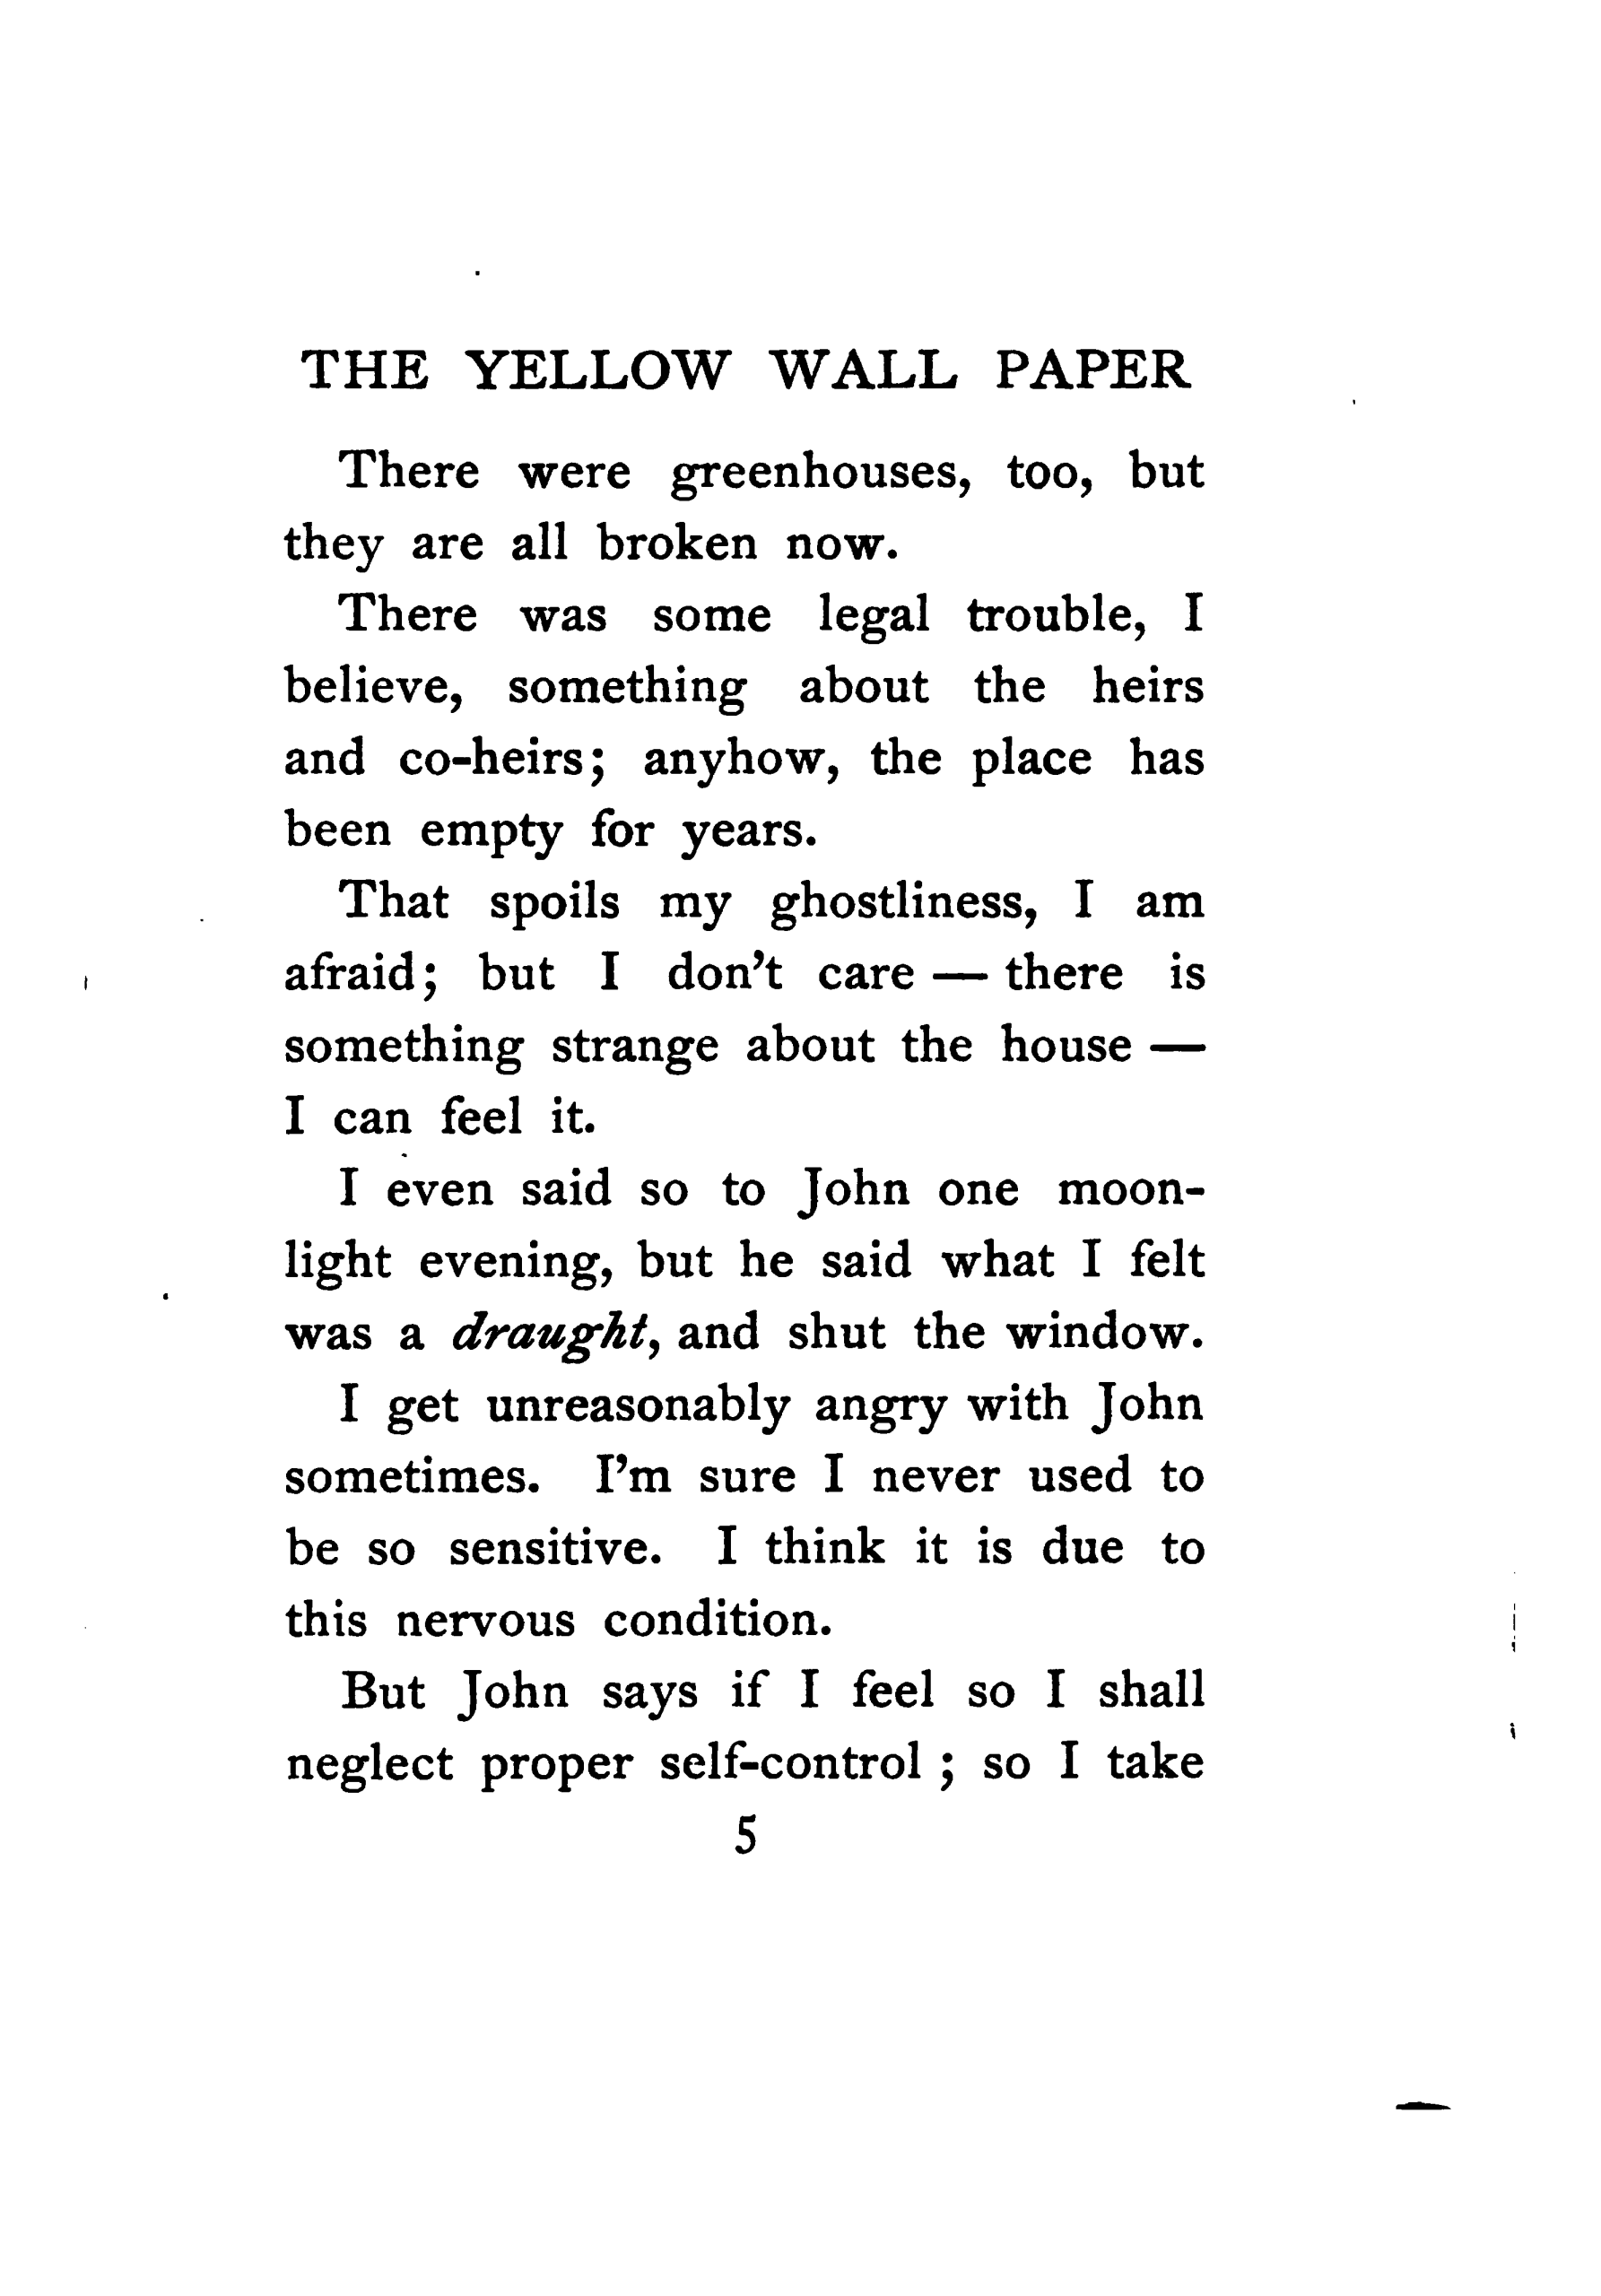 THE YELLOW WALL PAPER
There were greenhouses, too, but
they are all broken now.
There was some legal trouble, I
believe, something about the heirs
and co-heirs; anyhow, the place has
been empty for years.
That spoils my ghostliness, I am
afraid; but I don't care — there is
something strange about the house —
I can feel it.
I even said so to John one moon-
light evening, but he said what I felt
was a draught, and shut the window.
I get unreasonably angry with John
sometimes. I'm sure I never used to
be so sensitive. I think it is due to
this nervous condition.
But John says if I feel so I shall
neglect proper self-control ; so I take
5